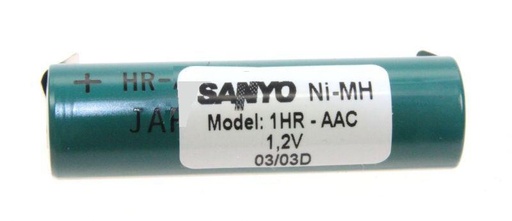 + HR-A
JAP
SANYO Ni-MH
Model: 1HR - AAC
1,2V
03/03D